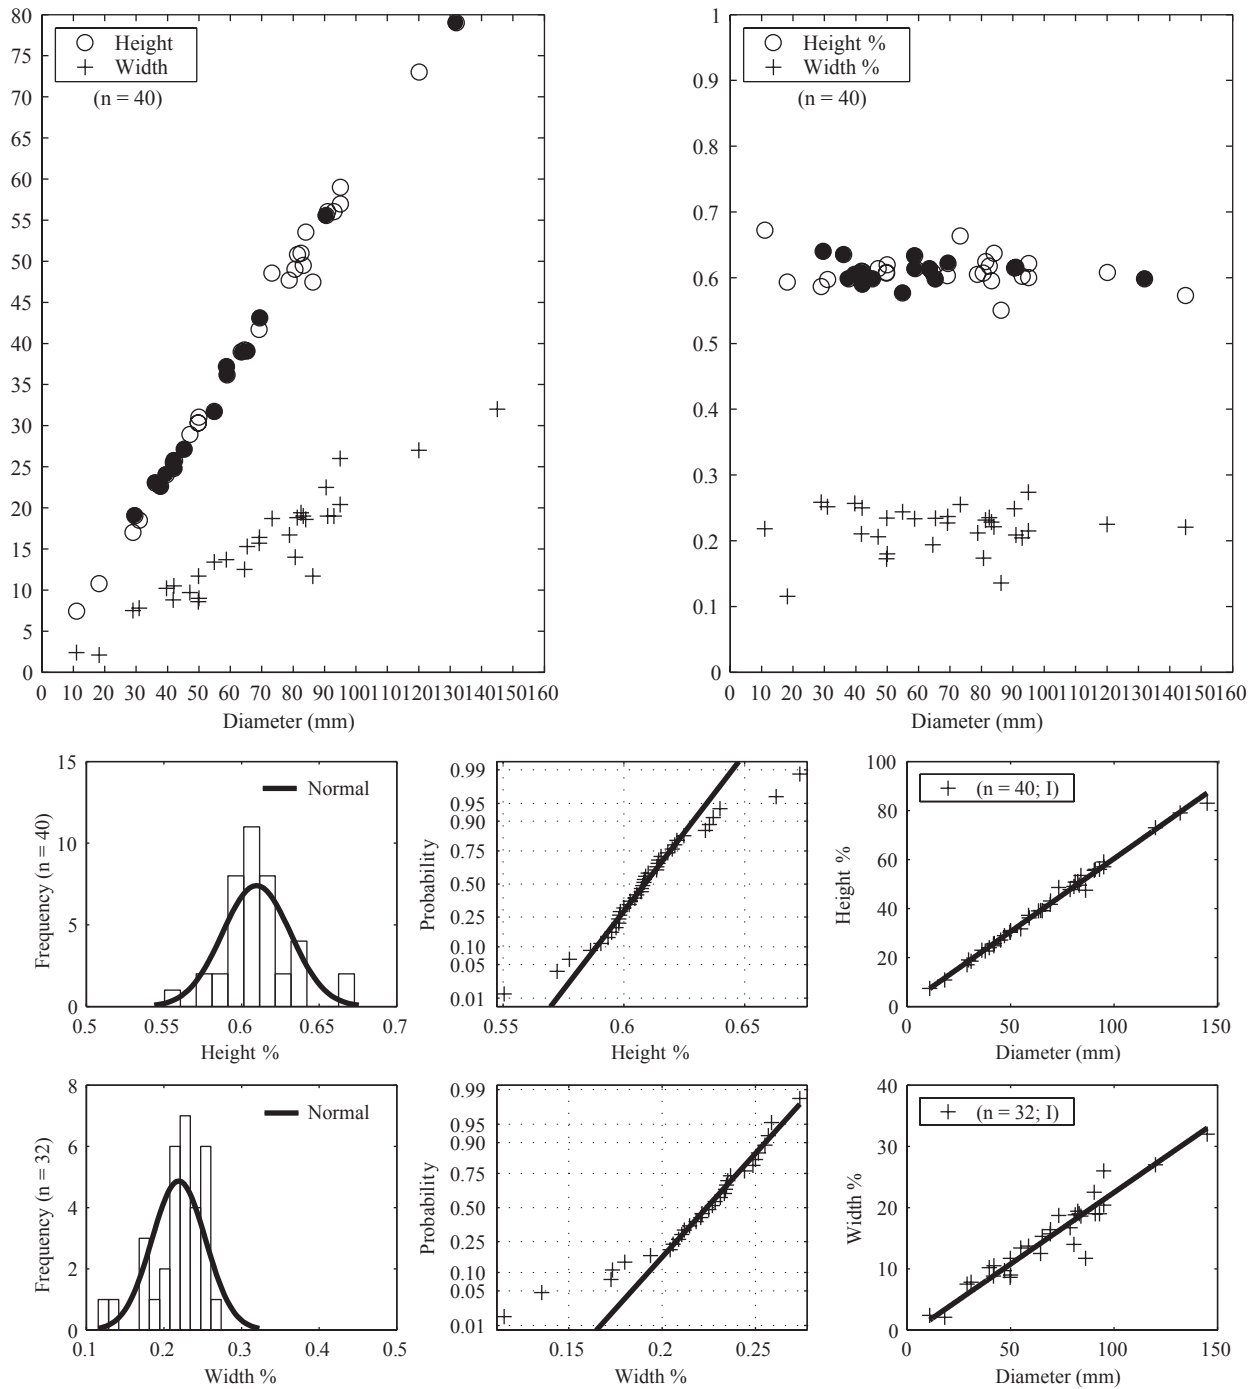 80
75
70
65
60
55
50
45
40
35
30
25
20
15
10
5
0
Height
Width
(n = 40)
0 10 20 30 40 50 60 70 80 90 100 110 120 130 140 150 160
Diameter (mm)
1
0.9
0.8
0.7
0.6
0.5
0.4
0.3
0.2
0.1
0
Height %
Width %
(n = 40)
0 10 20 30 40 50 60 70 80 90 100 110 120 130 140 150 160
Diameter (mm)
Frequency (n = 40)
15
10
5
0
Normal
0.5 0.55 0.6 0.65 0.7
Height %
Probability
0.99
0.95
0.90
0.75
0.50
0.25
0.10
0.05
0.01
0.55 0.6 0.65
Height %
Height %
100
80
60
40
20
0
(n = 40; I)
0 50 100 150
Diameter (mm)
Frequency (n = 32)
8
6
4
2
0
Normal
0.1 0.2 0.3 0.4 0.5
Width %
Probability
0.99
0.95
0.90
0.75
0.50
0.25
0.10
0.05
0.01
0.15 0.2 0.25
Width %
Width %
40
30
20
10
0
(n = 32; I)
0 50 100 150
Diameter (mm)